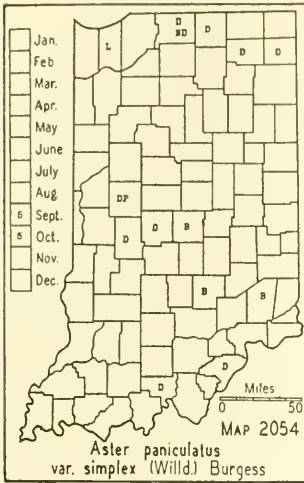 Jan.
Feb
Mar.
Apr.
May
June
July
Aug.
5 Sept.
5 Oct.
Nov.
Dec.
L
D
ND
D
D D
DP
D
D B
B B
D
D
Miles
0 50
MAP 2054
Aster paniculatus
var. simplex (Willd.) Burgess